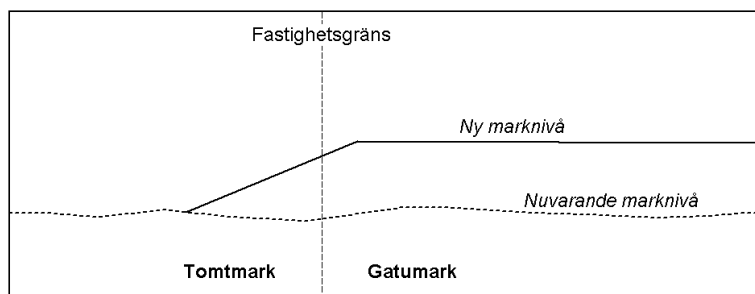 Fastighetsgräns
Ny marknivå
Nuvarande marknivå
Tomtmark Gatumark